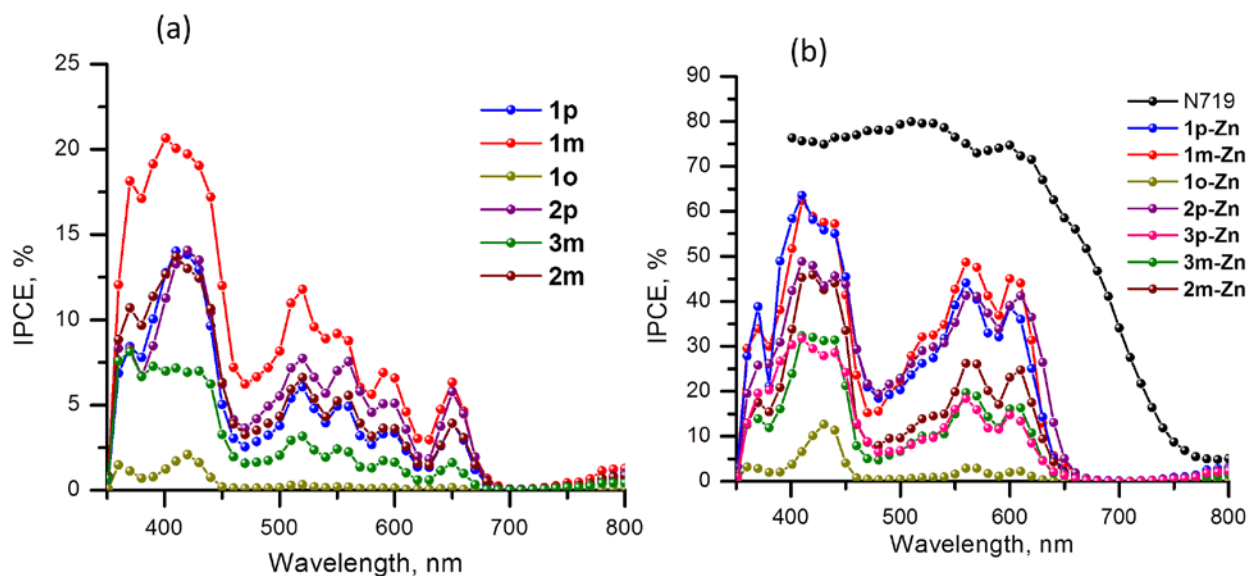 (a)
25
20
15
10
5
0
IPCE, %
400 500 600 700 800
Wavelength, nm
1p
1m
1o
2p
3m
2m
(b)
90
80
70
60
50
40
30
20
10
0
IPCE, %
400 500 600 700 800
Wavelength, nm
N719
1p-Zn
1m-Zn
1o-Zn
2p-Zn
3p-Zn
3m-Zn
2m-Zn